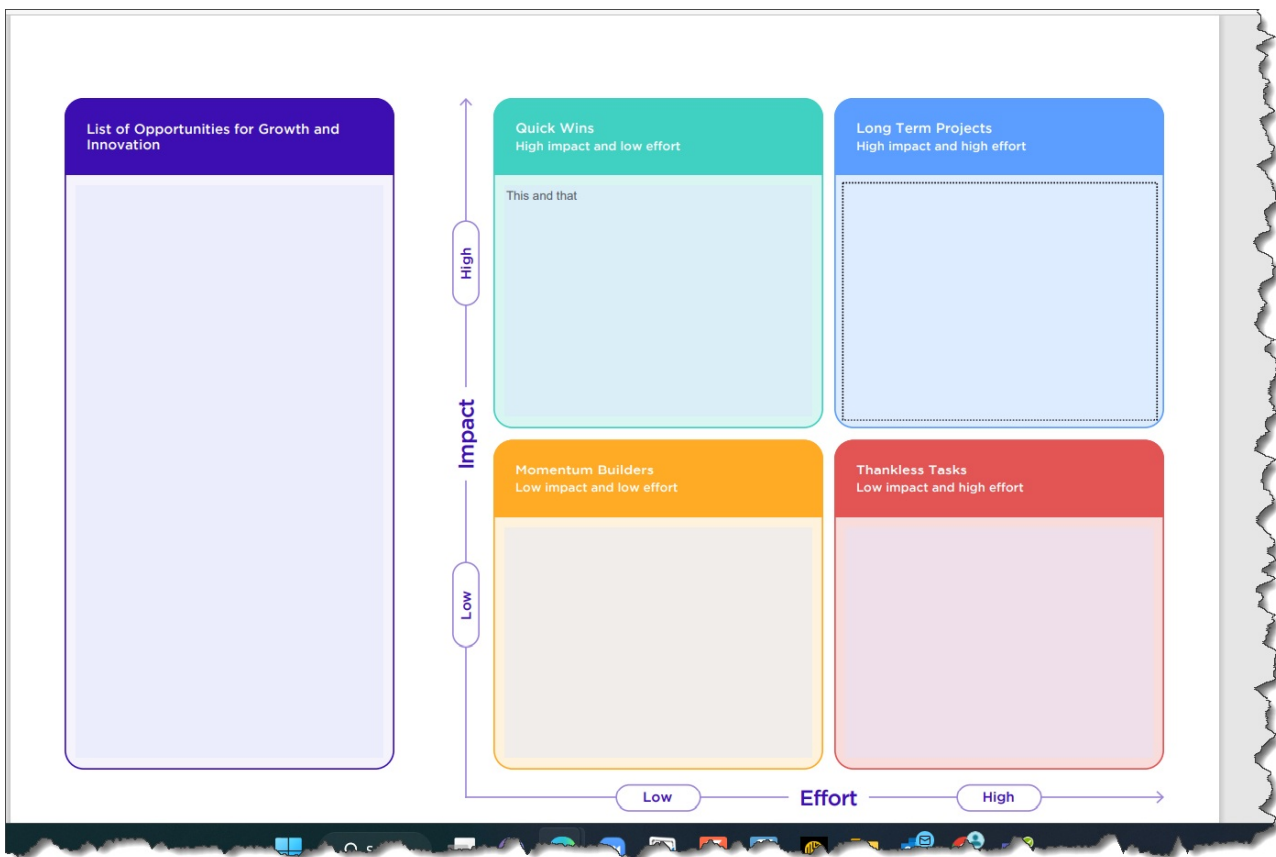 List of Opportunities for Growth and
Innovation
Quick Wins
High impact and low effort
Long Term Projects
High impact and high effort
This and that
High
Impact
Low
Momentum Builders
Low impact and low effort
Thankless Tasks
Low impact and high effort
Low
Effort
High